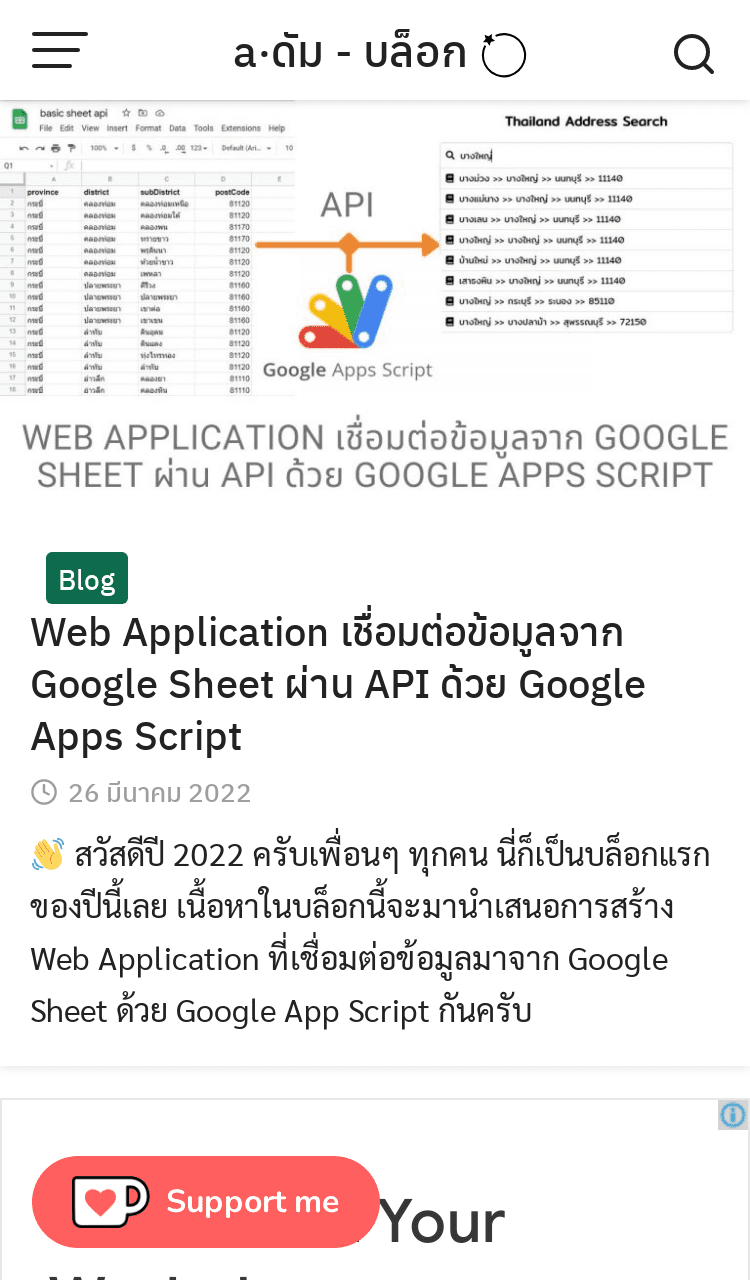 a·ดัม - บล็อก
basic sheet api
File Edit View Insert Format Data Tools Extensions Help
100% $ % .0 .00 123 Default (Ari... 10
Q1 fx
A B C D E
1 province district subDistrict postCode
2 กระบี่ คลองท่อม คลองท่อมเหนือ 81120
3 กระบี่ คลองท่อม คลองท่อมใต้ 81120
4 กระบี่ คลองท่อม คลองพน 81170
5 กระบี่ คลองท่อม ทรายขาว 81170
6 กระบี่ คลองท่อม พรุดินนา 81120
7 กระบี่ คลองท่อม ห้วยน้ำขาว 81120
8 กระบี่ คลองท่อม เพหลา 81120
9 กระบี่ ปลายพระยา คีรีวง 81160
10 กระบี่ ปลายพระยา ปลายพระยา 81160
11 กระบี่ ปลายพระยา เขาต่อ 81160
12 กระบี่ ปลายพระยา เขาเขน 81160
13 กระบี่ ลำทับ ดินอุดม 81120
14 กระบี่ ลำทับ ดินแดง 81120
15 กระบี่ ลำทับ ทุ่งไทรทอง 81120
16 กระบี่ ลำทับ ลำทับ 81120
17 กระบี่ อ่าวลึก คลองยา 81110
18 กระบี่ อ่าวลึก คลองหิน 81110
API
Google Apps Script
Thailand Address Search
บางใหญ่
บางม่วง >> บางใหญ่ >> นนทบุรี >> 11140
บางแม่นาง >> บางใหญ่ >> นนทบุรี >> 11140
บางเลน >> บางใหญ่ >> นนทบุรี >> 11140
บางใหญ่ >> บางใหญ่ >> นนทบุรี >> 11140
บ้านใหม่ >> บางใหญ่ >> นนทบุรี >> 11140
เสาธงหิน >> บางใหญ่ >> นนทบุรี >> 11140
บางใหญ่ >> กระบุรี >> ระนอง >> 85110
บางใหญ่ >> บางปลาม้า >> สุพรรณบุรี >> 72150
WEB APPLICATION เชื่อมต่อข้อมูลจาก GOOGLE
SHEET ผ่าน API ด้วย GOOGLE APPS SCRIPT
Blog
Web Application เชื่อมต่อข้อมูลจาก
Google Sheet ผ่าน API ด้วย Google
Apps Script
26 มีนาคม 2022
👋 สวัสดีปี 2022 ครับเพื่อนๆ ทุกคน นี่ก็เป็นบล็อกแรก
ของปีนี้เลย เนื้อหาในบล็อกนี้จะมานำเสนอการสร้าง
Web Application ที่เชื่อมต่อข้อมูลมาจาก Google
Sheet ด้วย Google App Script กันครับ
Support me
Your